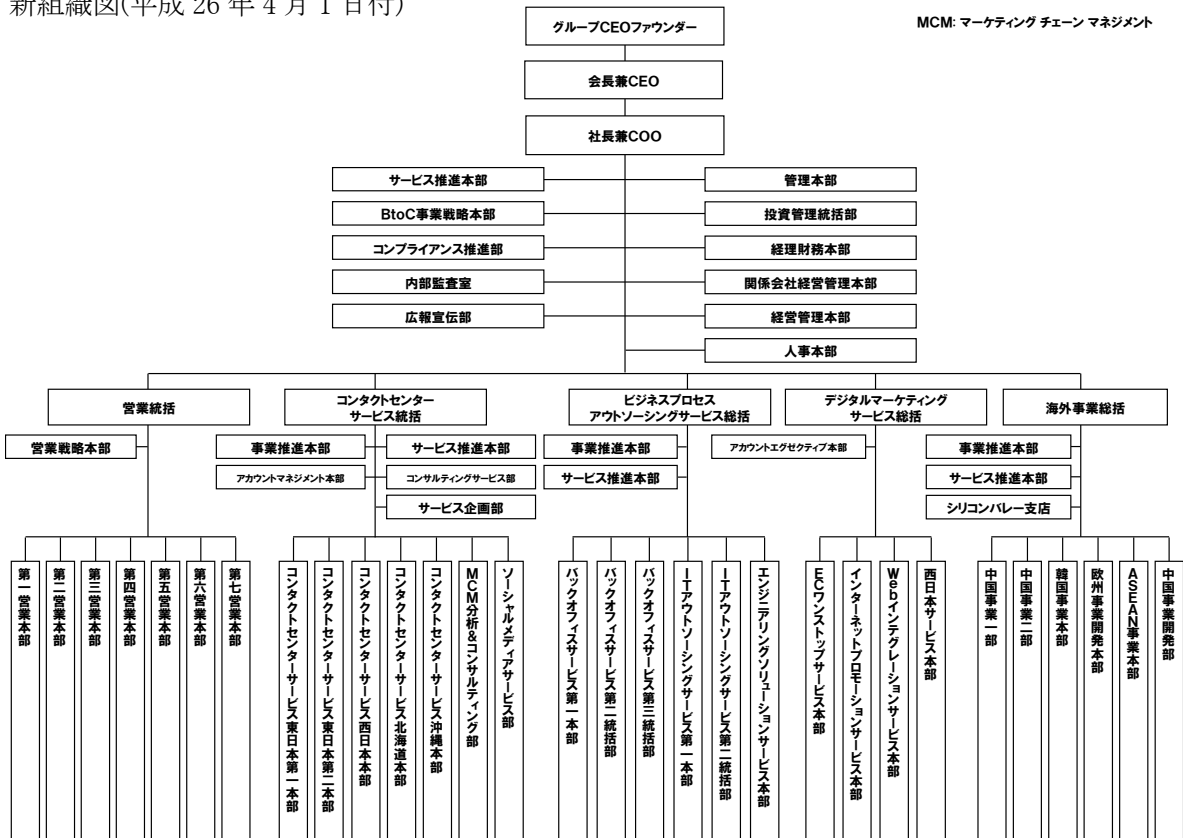 新組織図(平成 26 年 4 月 1 日付)
MCM: マーケティング チェーン マネジメント
グループCEOファウンダー
会長兼CEO
社長兼COO
サービス推進本部
管理本部
BtoC事業戦略本部
投資管理統括部
コンプライアンス推進部
経理財務本部
内部監査室
関係会社経営管理本部
広報宣伝部
経営管理本部
人事本部
営業統括
コンタクトセンター
サービス統括
ビジネスプロセス
アウトソーシングサービス総括
デジタルマーケティング
サービス総括
海外事業総括
営業戦略本部
事業推進本部
サービス推進本部
事業推進本部
アカウントエグゼクティブ本部
事業推進本部
アカウントマネジメント本部
コンサルティングサービス部
サービス推進本部
サービス推進本部
サービス企画部
シリコンバレー支店
第一営業本部
第二営業本部
第三営業本部
第四営業本部
第五営業本部
第六営業本部
第七営業本部
コンタクトセンターサービス東日本第一本部
コンタクトセンターサービス東日本第二本部
コンタクトセンターサービス西日本本部
コンタクトセンターサービス北海道本部
コンタクトセンターサービス沖縄本部
MCM分析&コンサルティング部
ソーシャルメディアサービス部
バックオフィスサービス第一本部
バックオフィスサービス第二統括部
バックオフィスサービス第三統括部
ITアウトソーシングサービス第一本部
ITアウトソーシングサービス第二統括部
エンジニアリングソリューションサービス本部
ECワンストップサービス本部
インターネットプロモーションサービス本部
Webインテグレーションサービス本部
西日本サービス本部
中国事業一部
中国事業二部
韓国事業本部
欧州事業開発本部
ASEAN事業本部
中国事業開発部